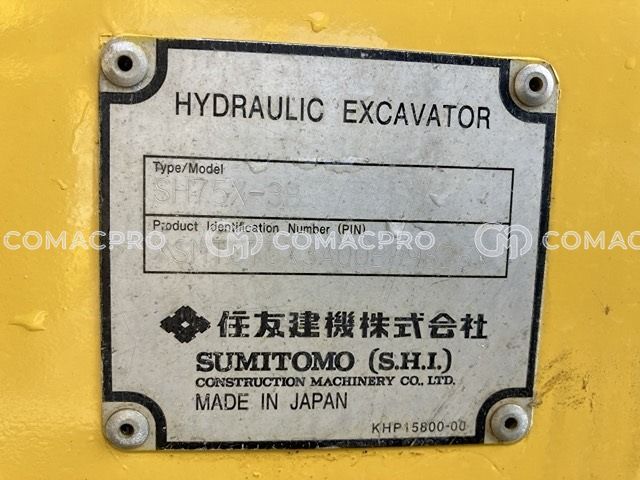 HYDRAULIC EXCAVATOR
Type/Model
SH75X-3B
Product Identification Number (PIN)
COMACPRO COMACPRO COMACPRO
住友建機株式会社
SUMITOMO (S.H.I.)
CONSTRUCTION MACHINERY CO., LTD.
MADE IN JAPAN
KHP15800-00